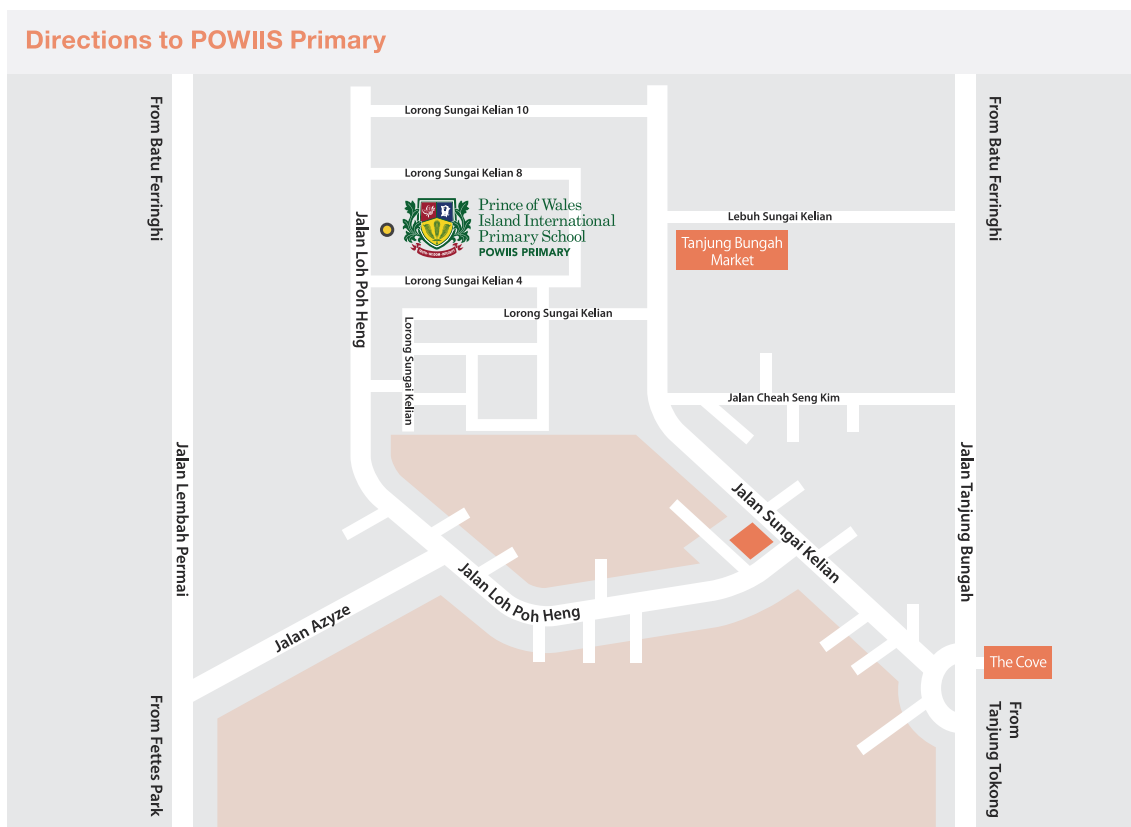 Directions to POWIIS Primary
From Batu Ferringhi
From Batu Ferringhi
Lorong Sungai Kelian 10
Lorong Sungai Kelian 8
Prince of Wales
Island International
Primary School
POWIIS PRIMARY
Jalan Loh Poh Heng
Lebuh Sungai Kelian
Tanjung Bungah
Market
Lorong Sungai Kelian 4
Lorong Sungai Kelian
Lorong Sungai Kelian
Jalan Cheah Seng Kim
Jalan Lembah Permai
Jalan Sungai Kelian
Jalan Tanjung Bungah
Jalan Loh Poh Heng
Jalan Azyze
The Cove
From Fettes Park
From
Tanjung Tokong